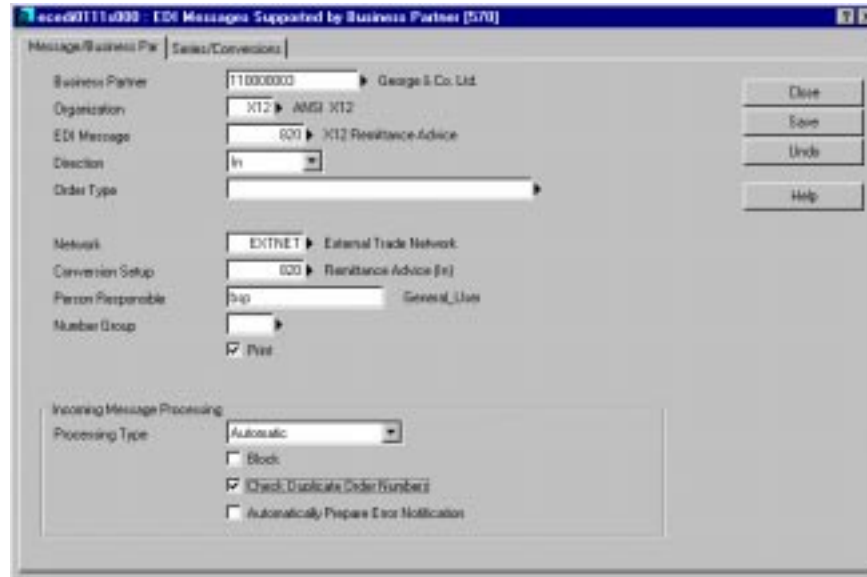 ecedi0111s000 : EDI Messages Supported by Business Partner [570]
Message/Business Par Series/Conversions
Business Partner 110000003 George & Co. Ltd.
Organization X12 ANSI X12
EDI Message 820 X12 Remittance Advice
Direction In
Order Type
Network EXTNET External Trade Network
Conversion Setup 820 Remittance Advice (In)
Person Responsible General_User
Number Group
Print
Close
Save
Undo
Help
Incoming Message Processing
Processing Type Automatic
Block
Check Duplicate Order Numbers
Automatically Prepare Error Notification